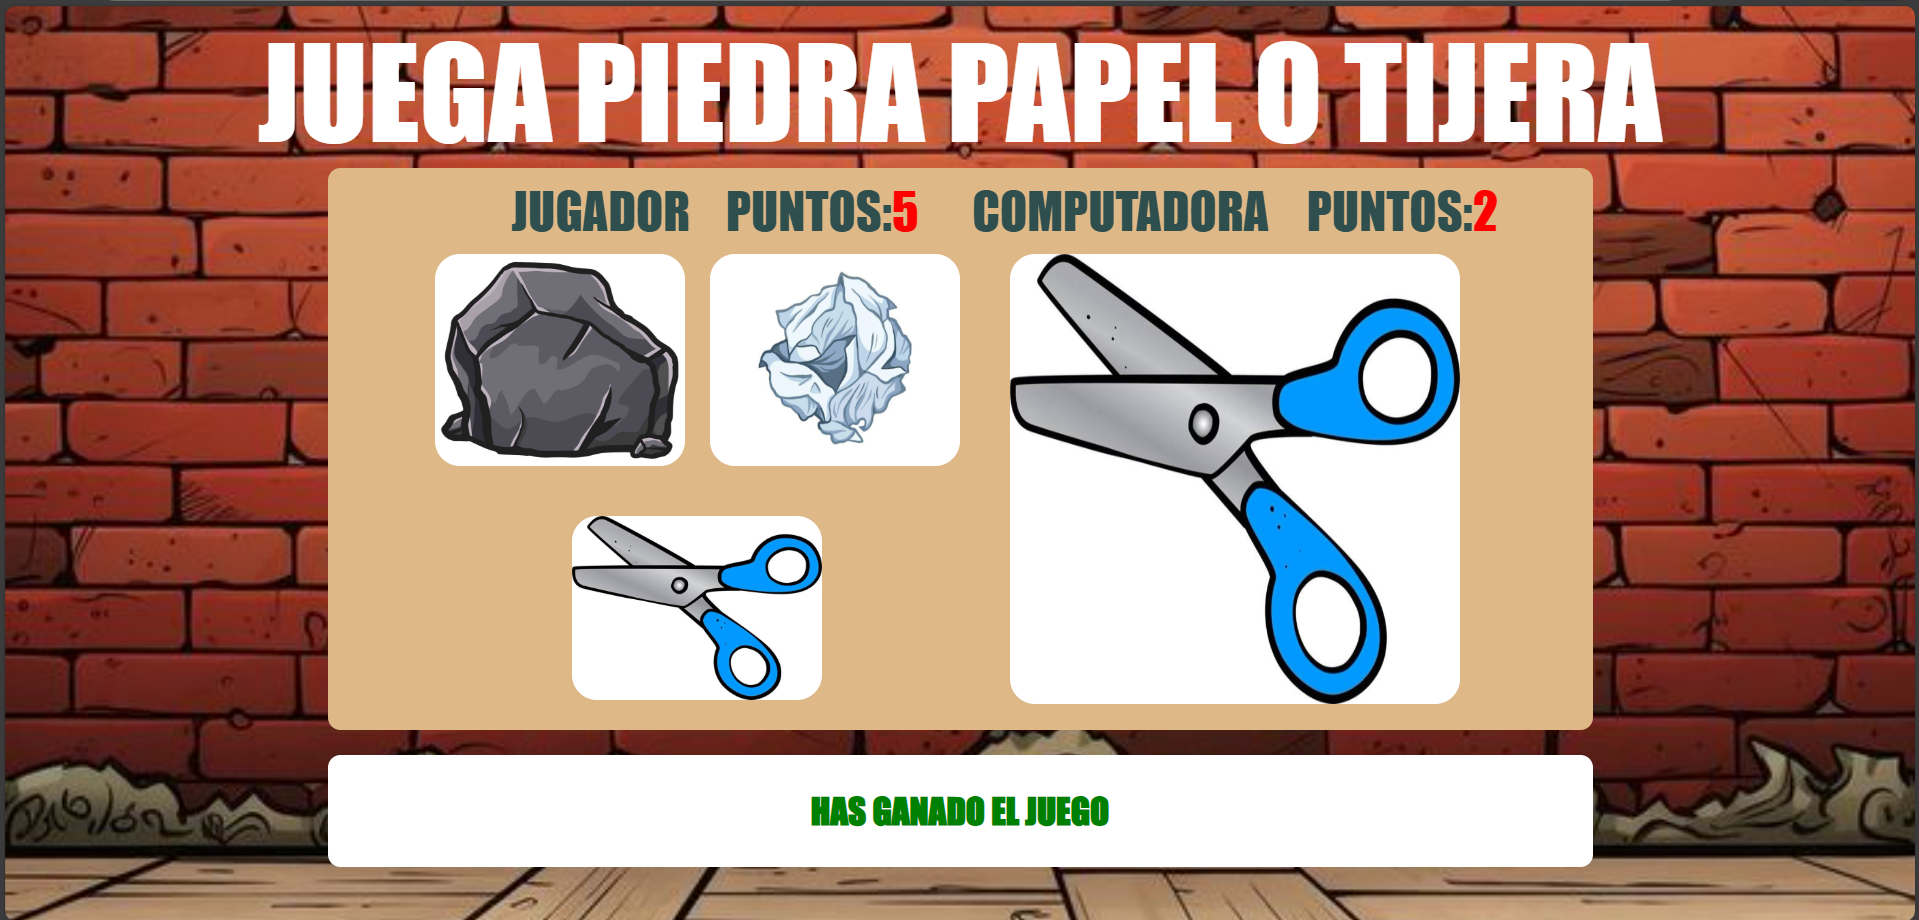 JUEGA PIEDRA PAPEL O TIJERA
JUGADOR PUNTOS:5 COMPUTADORA PUNTOS:2
HAS GANADO EL JUEGO